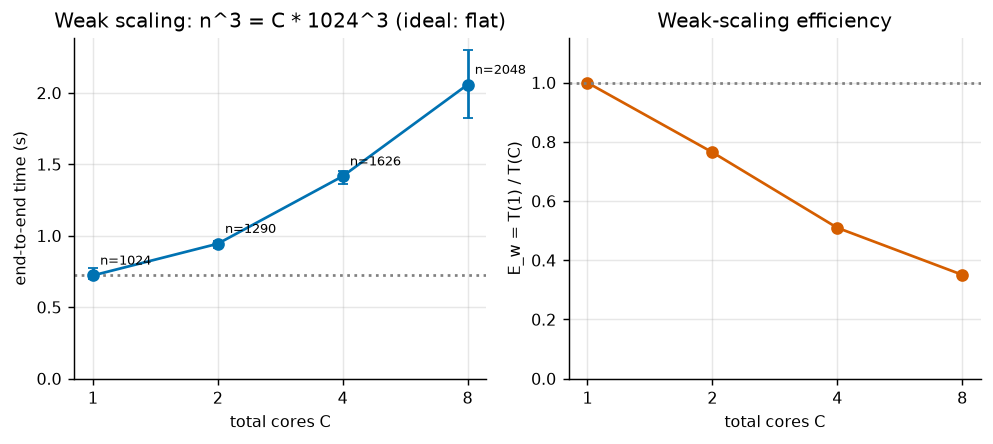 Weak scaling: n^3 = C * 1024^3 (ideal: flat)
end-to-end time (s)
2.0
1.5
1.0
0.5
0.0
n=1024
n=1290
n=1626
n=2048
1 2 4 8
total cores C
Weak-scaling efficiency
E_w = T(1) / T(C)
1.0
0.8
0.6
0.4
0.2
0.0
1 2 4 8
total cores C